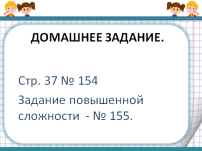 ДОМАШНЕЕ ЗАДАНИЕ.
Стр. 37 № 154
Задание повышенной
сложности - № 155.